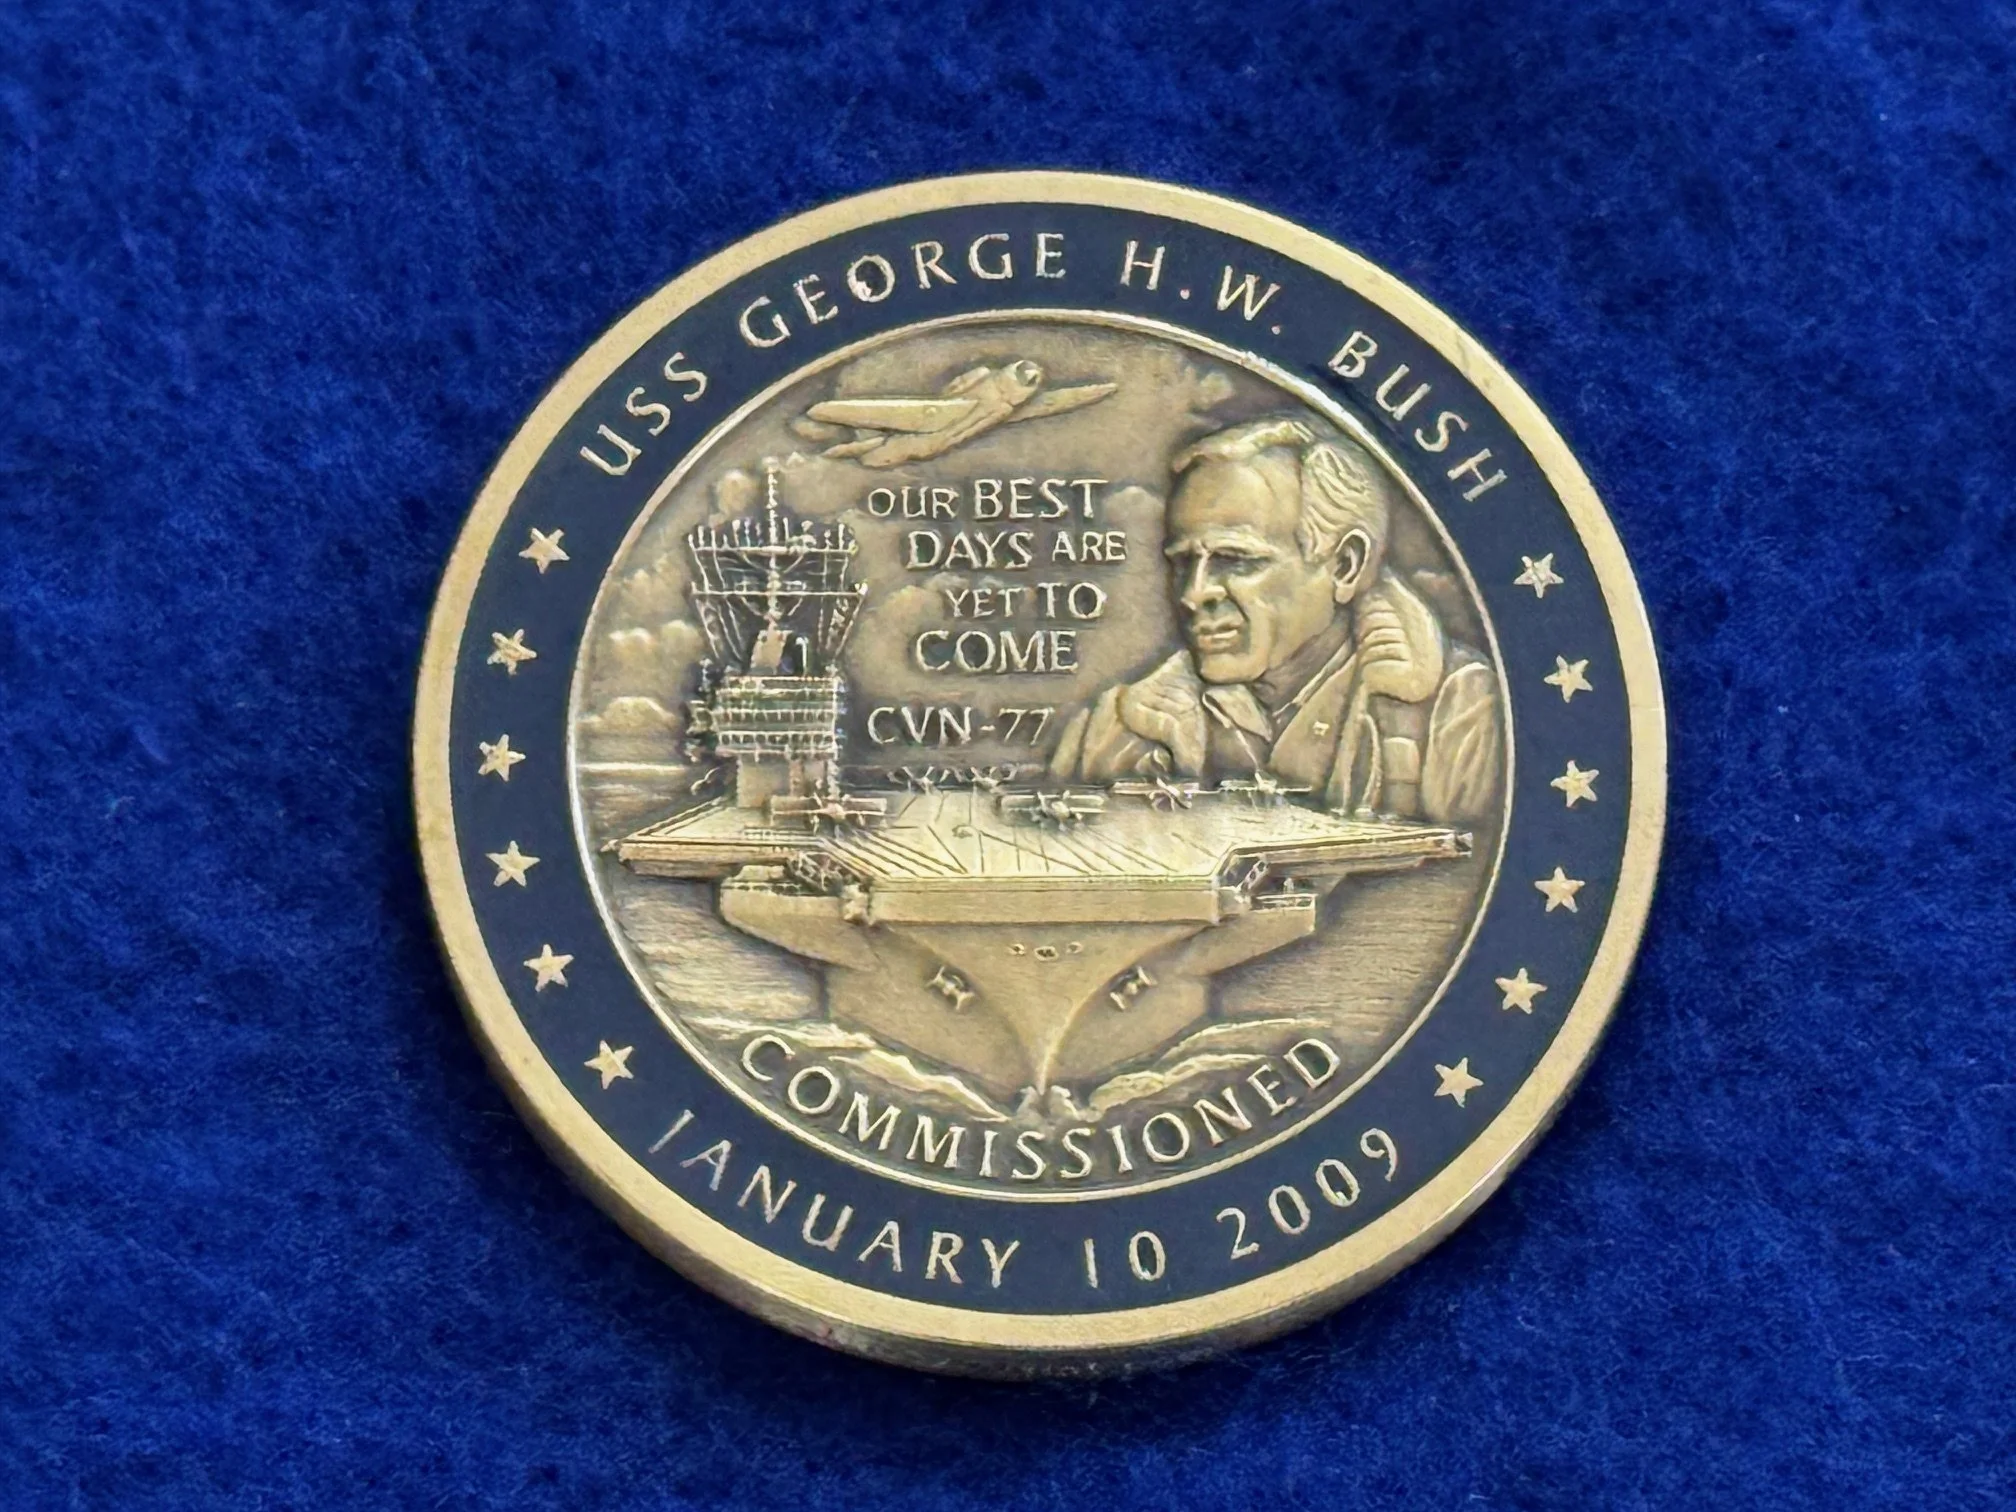 USS GEORGE H.W. BUSH
OUR BEST
DAYS ARE
YET TO
COME
CVN-77
COMMISSIONED
JANUARY 10 2009